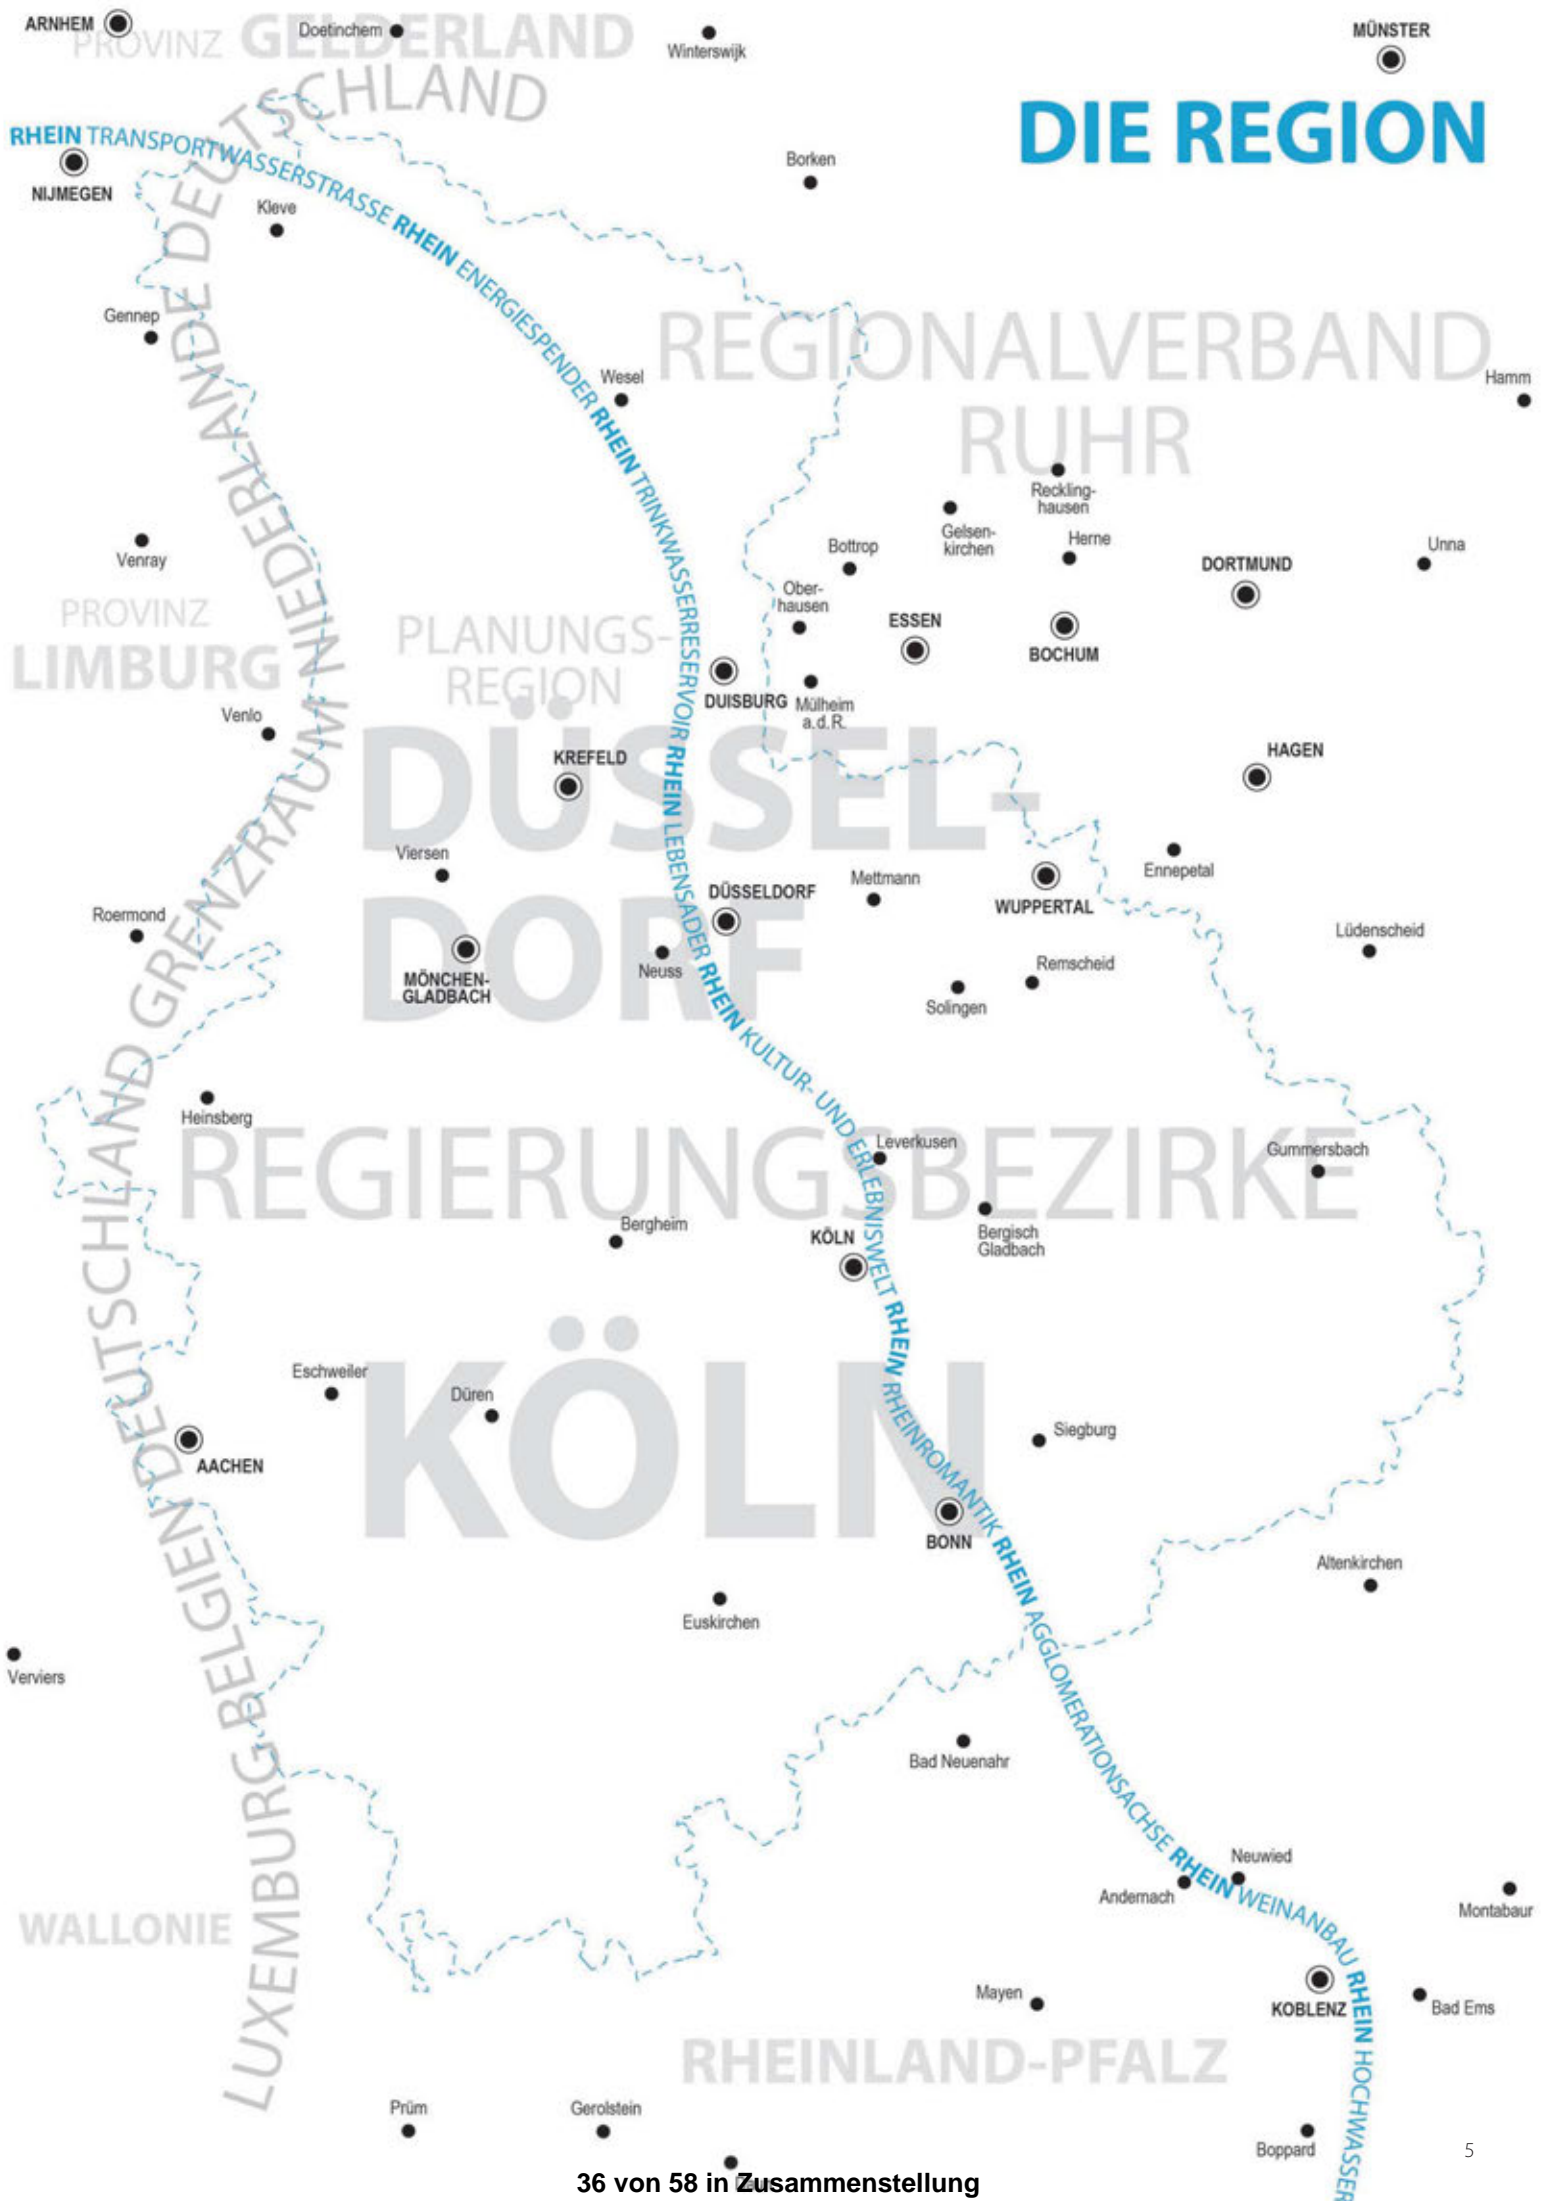 ARNHEM
PROVINZ GELDERLAND
Doetinchem
Winterswijk
MÜNSTER
DIE REGION
RHEIN TRANSPORTWASSERSTRASSE RHEIN ENERGIESPENDER RHEIN TRINKWASSERRESERVOIR RHEIN LEBENSADER RHEIN KULTUR- UND ERLEBNISWELT RHEIN RHEINROMANTIK RHEIN AGGLOMERATIONSACHSE RHEIN WEINANBAU RHEIN HOCHWASSER
LUXEMBURG BELGIEN DEUTSCHLAND GRENZRAUM NIEDERLANDE DEUTSCHLAND
NIJMEGEN
Borken
Kleve
Gennep
REGIONALVERBAND
RUHR
Wesel
Hamm
Reckling-
hausen
Gelsen-
kirchen
Herne
Bottrop
Unna
DORTMUND
Venray
Ober-
hausen
ESSEN
BOCHUM
PROVINZ
LIMBURG
PLANUNGS-
REGION
DUISBURG
Mülheim
a.d.R.
Venlo
DÜSSEL-
DORF
KREFELD
HAGEN
Viersen
Mettmann
Ennepetal
DÜSSELDORF
WUPPERTAL
Roermond
Lüdenscheid
MÖNCHEN-
GLADBACH
Neuss
Remscheid
Solingen
Heinsberg
REGIERUNGSBEZIRKE
Leverkusen
Gummersbach
Bergheim
KÖLN
Bergisch
Gladbach
KÖLN
Eschweiler
Düren
Siegburg
AACHEN
BONN
Altenkirchen
Euskirchen
Verviers
Bad Neuenahr
Neuwied
Andernach
Montabaur
WALLONIE
Mayen
KOBLENZ
Bad Ems
RHEINLAND-PFALZ
Prüm
Gerolstein
Boppard
5
36 von 58 in Zusammenstellung